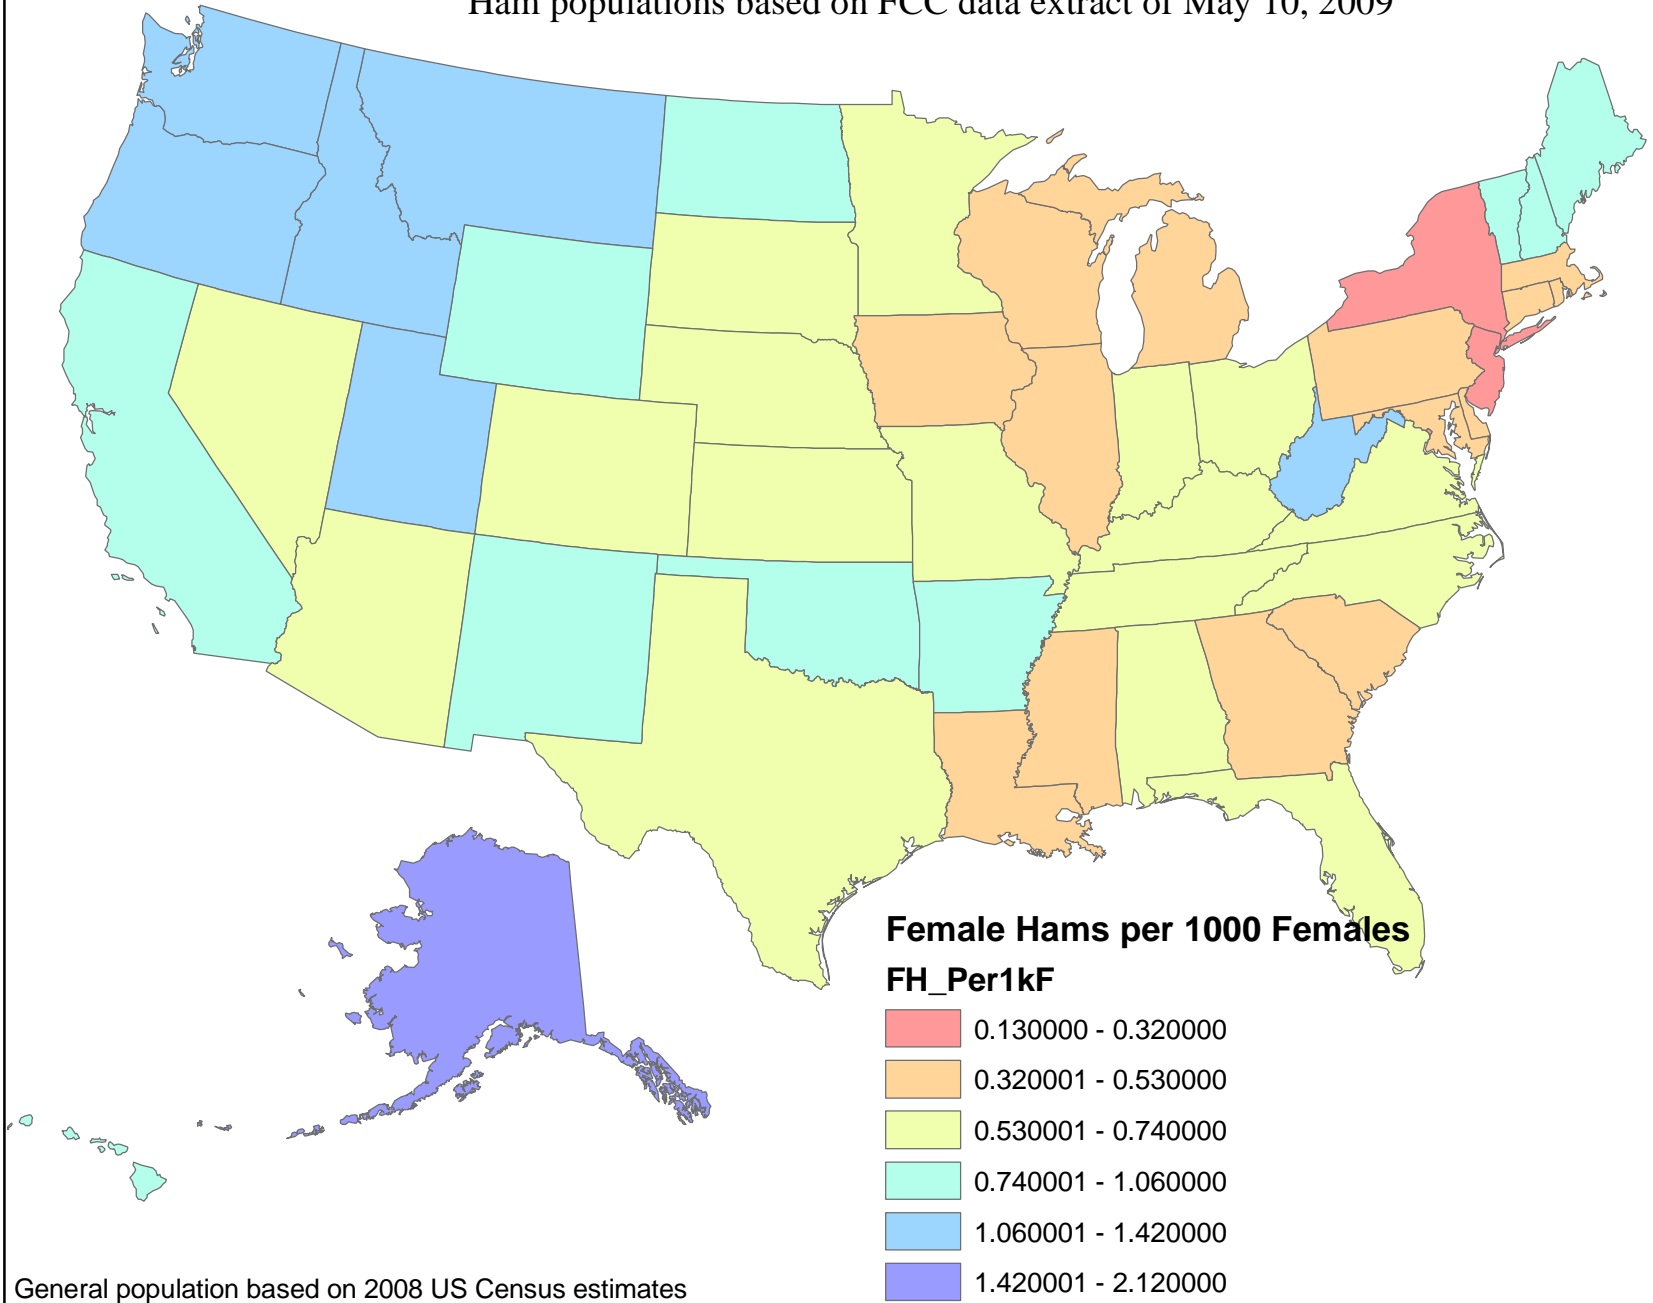 Ham populations based on FCC data extract of May 10, 2009
Female Hams per 1000 Females
FH_Per1kF
0.130000 - 0.320000
0.320001 - 0.530000
0.530001 - 0.740000
0.740001 - 1.060000
1.060001 - 1.420000
1.420001 - 2.120000
General population based on 2008 US Census estimates